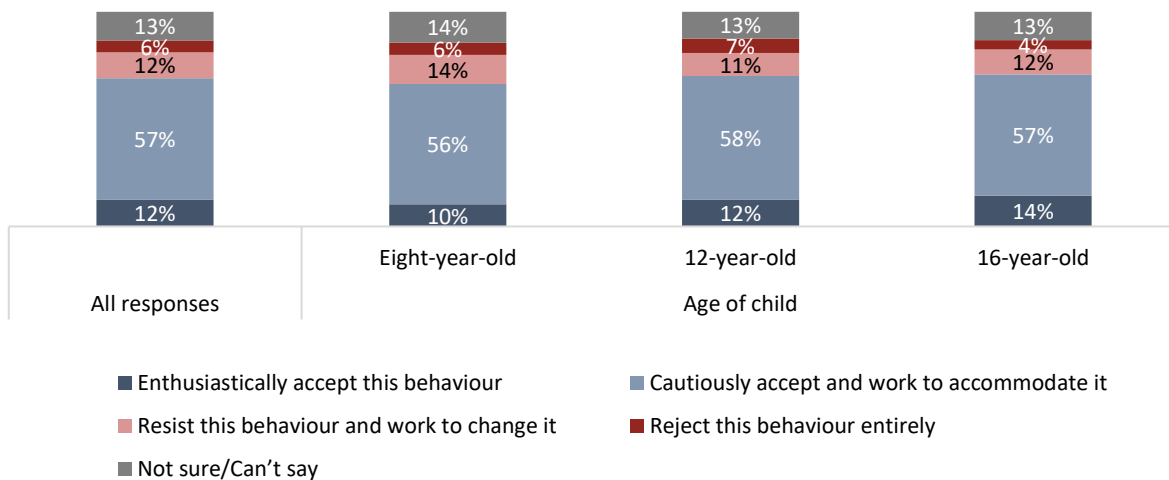 13% 14% 13% 13%
6% 6% 7% 4%
12% 14% 11% 12%
57% 56% 58% 57%
12% 10% 12% 14%
Eight-year-old 12-year-old 16-year-old
All responses Age of child
Enthusiastically accept this behaviour Cautiously accept and work to accommodate it
Resist this behaviour and work to change it Reject this behaviour entirely
Not sure/Can’t say